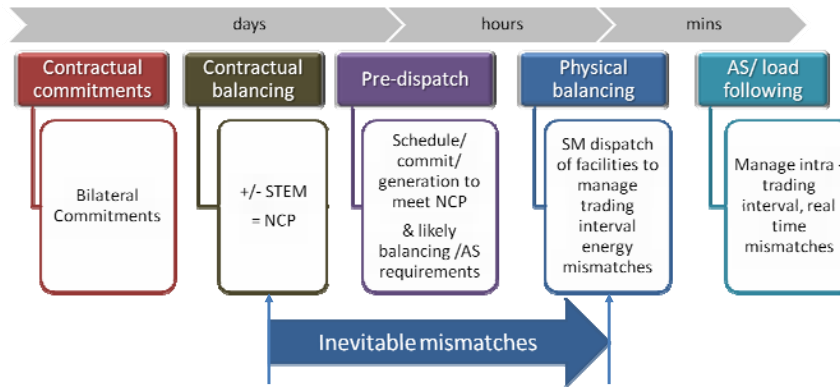 days
hours
mins
Contractual
commitments
Contractual
balancing
Pre-dispatch
Physical
balancing
AS/ load
following
Bilateral
Commitments
+/- STEM
= NCP
Schedule/
commit/
generation to
meet NCP
& likely
balancing /AS
requirements
SM dispatch
of facilities to
manage
trading
interval
energy
mismatches
Manage intra -
trading
interval, real
time
mismatches
Inevitable mismatches